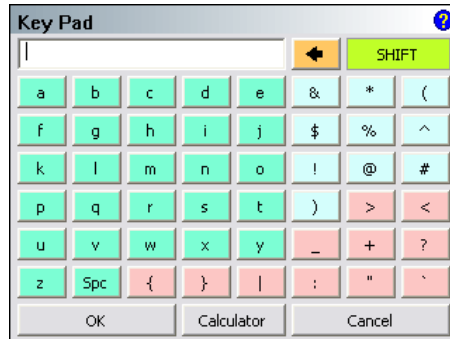 Key Pad ?
SHIFT
a b c d e & * (
f g h i j $ % ^
k l m n o ! @ #
p q r s t ) > <
u v w x y _ + ?
z Spc { } | : " `
OK Calculator Cancel